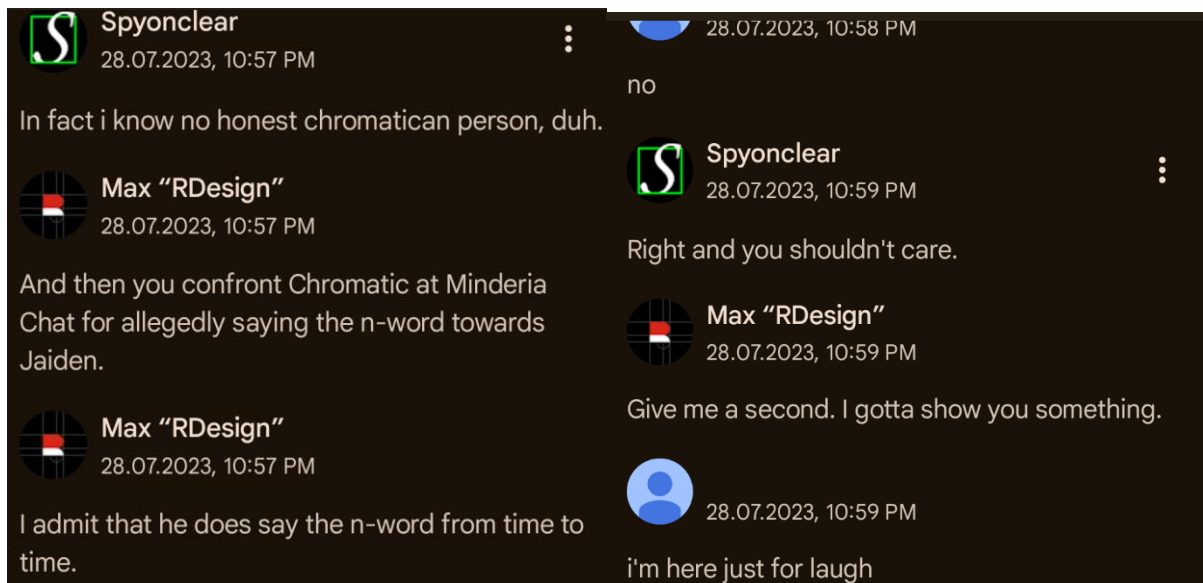 Spyonclear
28.07.2023, 10:57 PM
In fact i know no honest chromatican person, duh.
Max “RDesign”
28.07.2023, 10:57 PM
And then you confront Chromatic at Minderia
Chat for allegedly saying the n-word towards
Jaiden.
Max “RDesign”
28.07.2023, 10:57 PM
I admit that he does say the n-word from time to
time.
28.07.2023, 10:58 PM
no
Spyonclear
28.07.2023, 10:59 PM
Right and you shouldn't care.
Max “RDesign”
28.07.2023, 10:59 PM
Give me a second. I gotta show you something.
28.07.2023, 10:59 PM
i'm here just for laugh